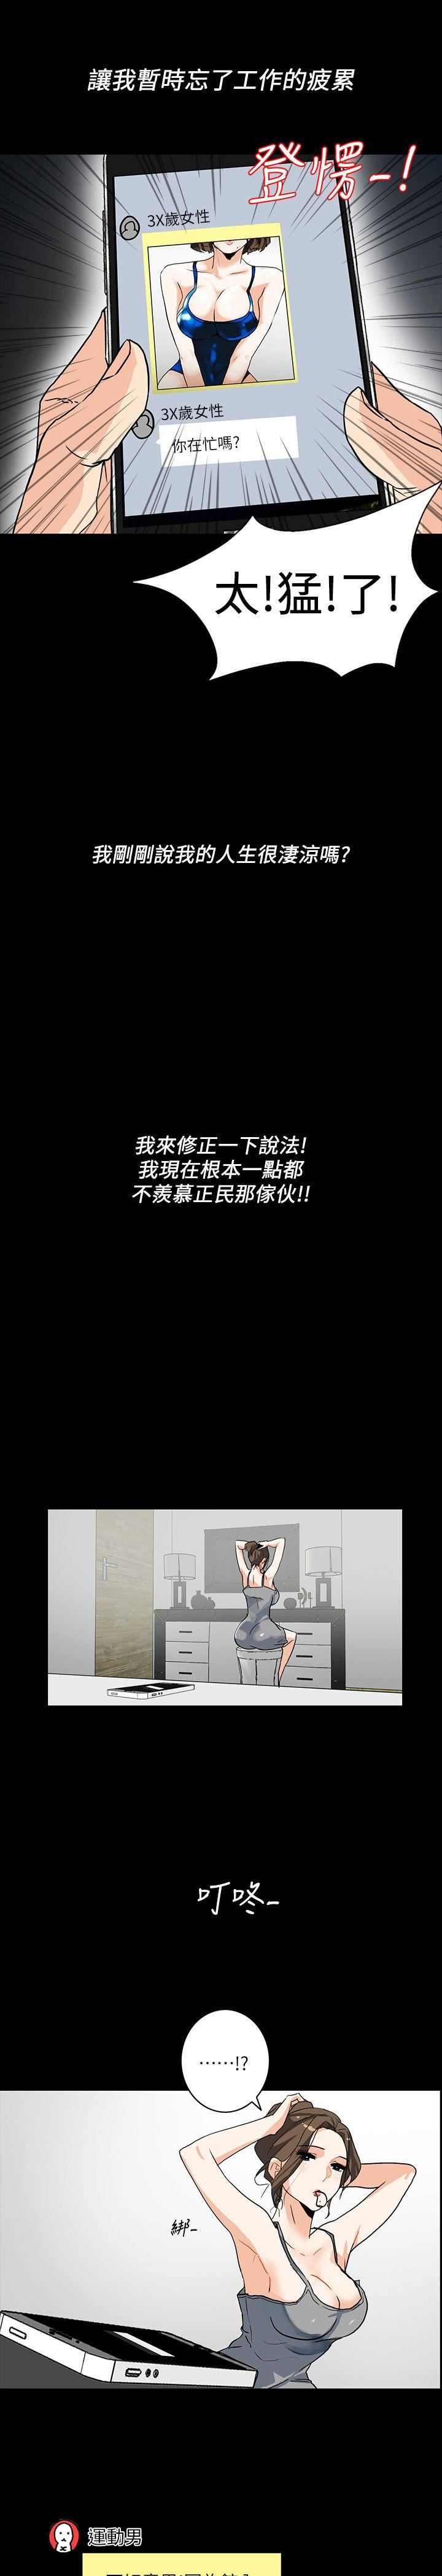 讓我暫時忘了工作的疲累
登愣-!
3X歲女性
3X歲女性
你在忙嗎?
太!猛!了!
我剛剛說我的人生很淒涼嗎?
我來修正一下說法!
我現在根本一點都
不羨慕正民那傢伙!!
叮咚-
……!?
綁-
運動男